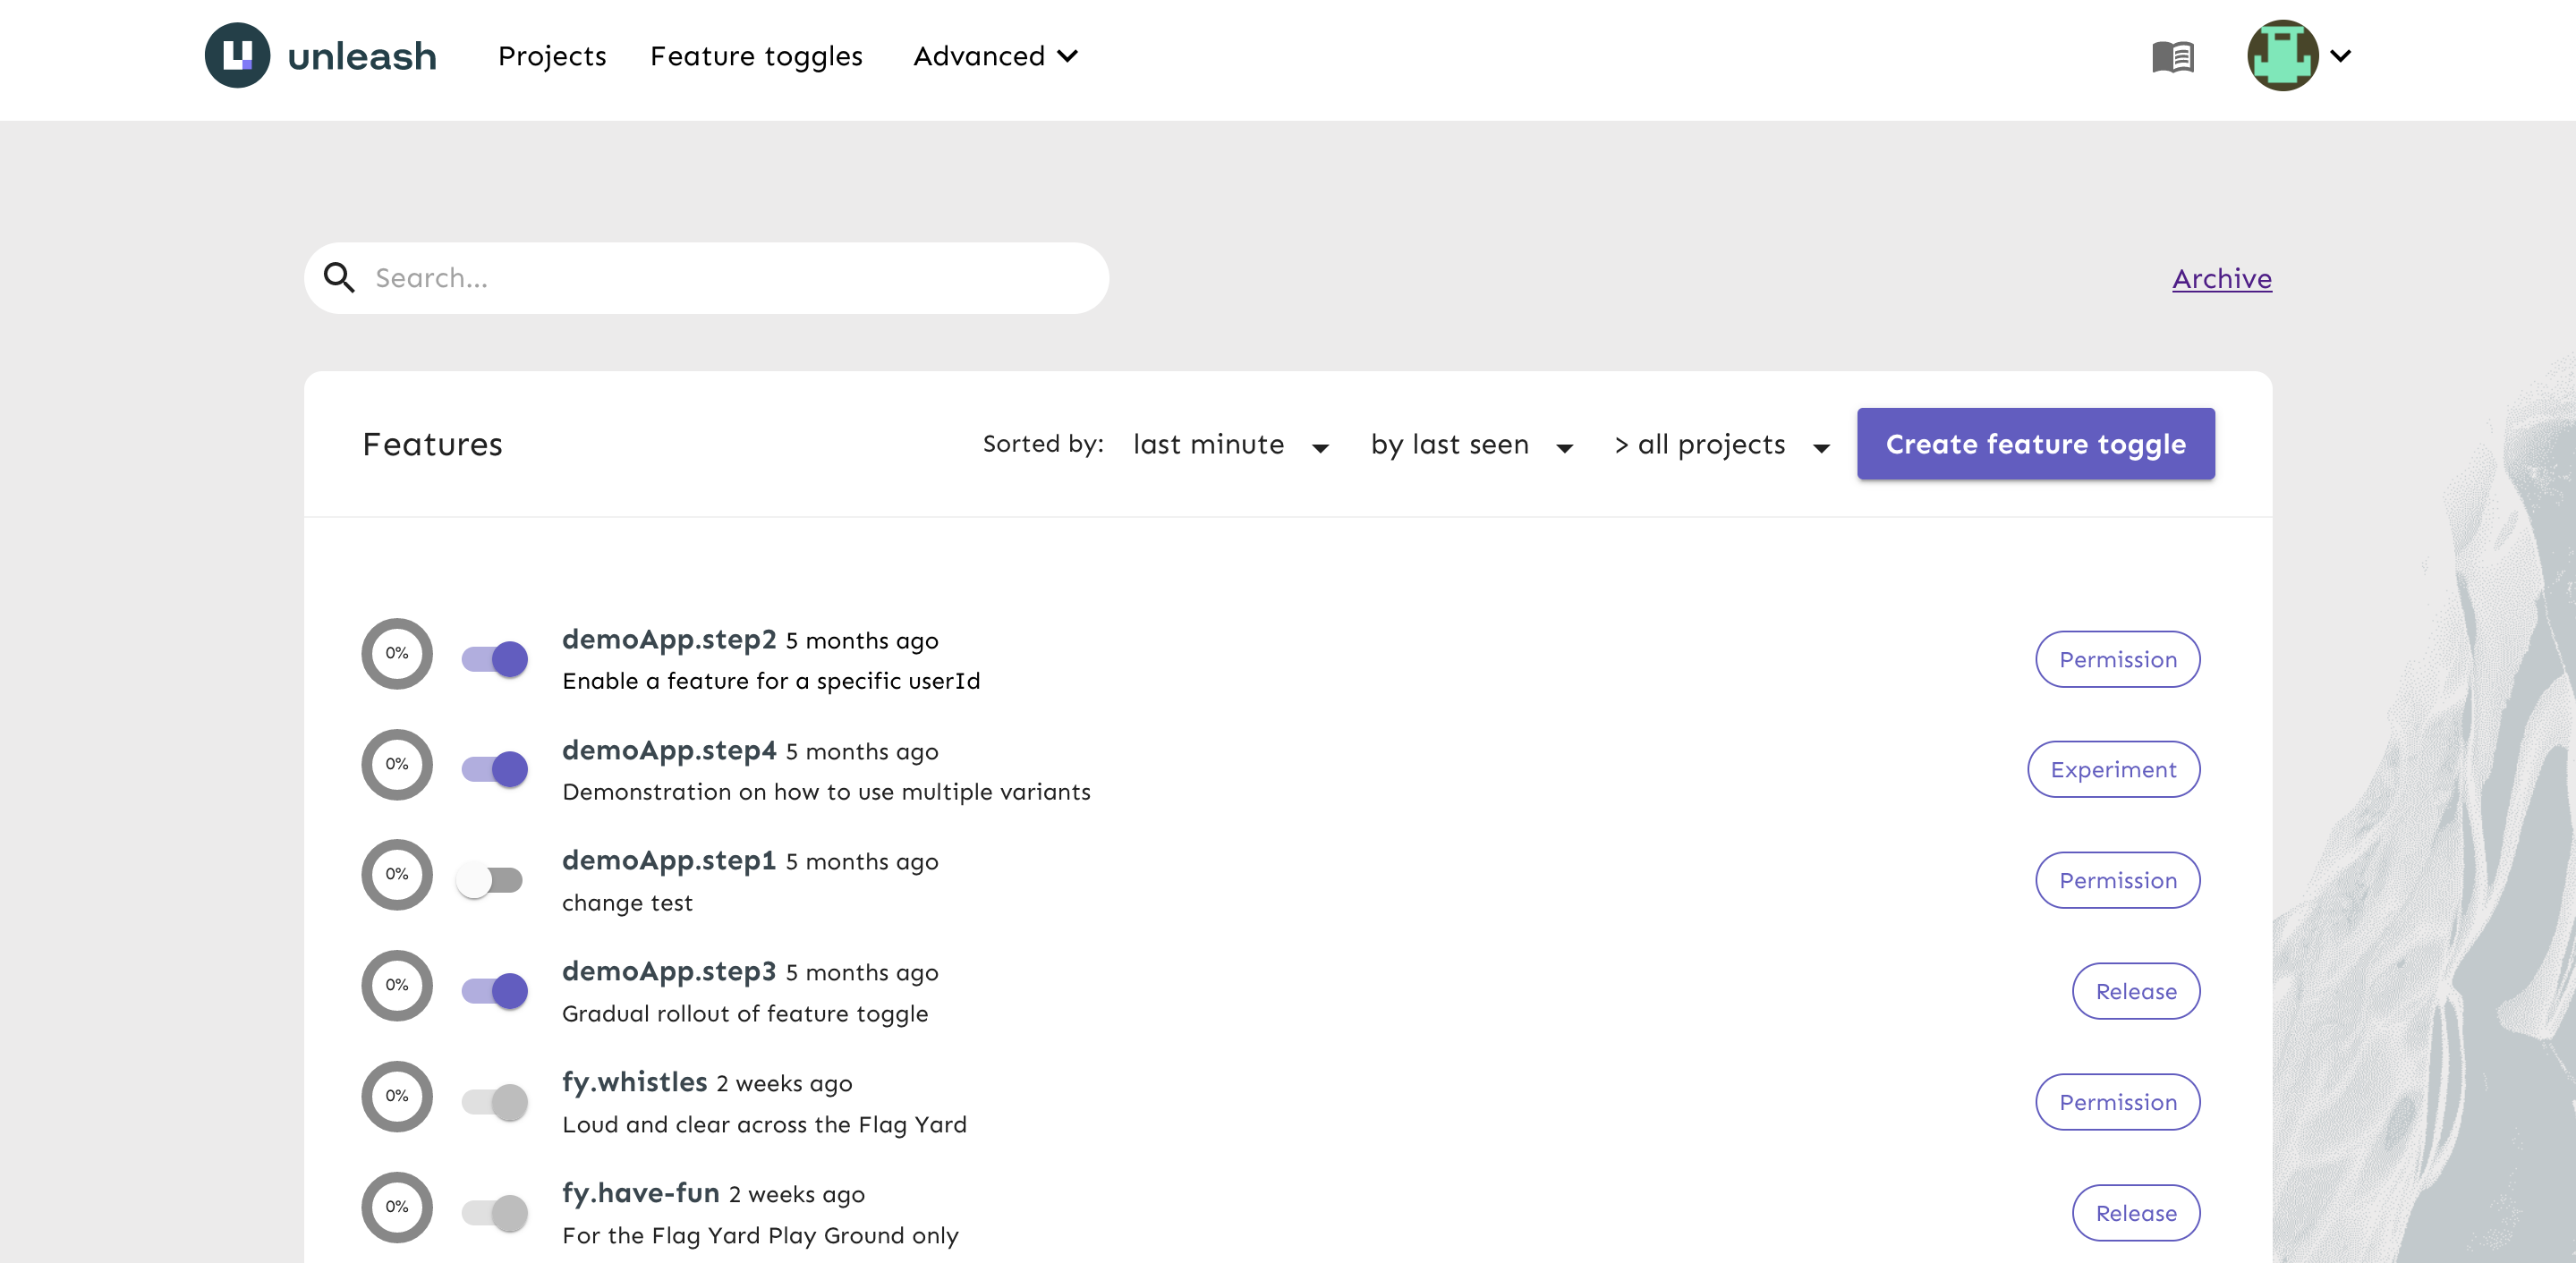 unleash Projects Feature toggles Advanced
Search... Archive
Features Sorted by: last minute by last seen > all projects Create feature toggle
0% demoApp.step2 5 months ago Permission
Enable a feature for a specific userId
0% demoApp.step4 5 months ago Experiment
Demonstration on how to use multiple variants
0% demoApp.step1 5 months ago Permission
change test
0% demoApp.step3 5 months ago Release
Gradual rollout of feature toggle
0% fy.whistles 2 weeks ago Permission
Loud and clear across the Flag Yard
0% fy.have-fun 2 weeks ago Release
For the Flag Yard Play Ground only